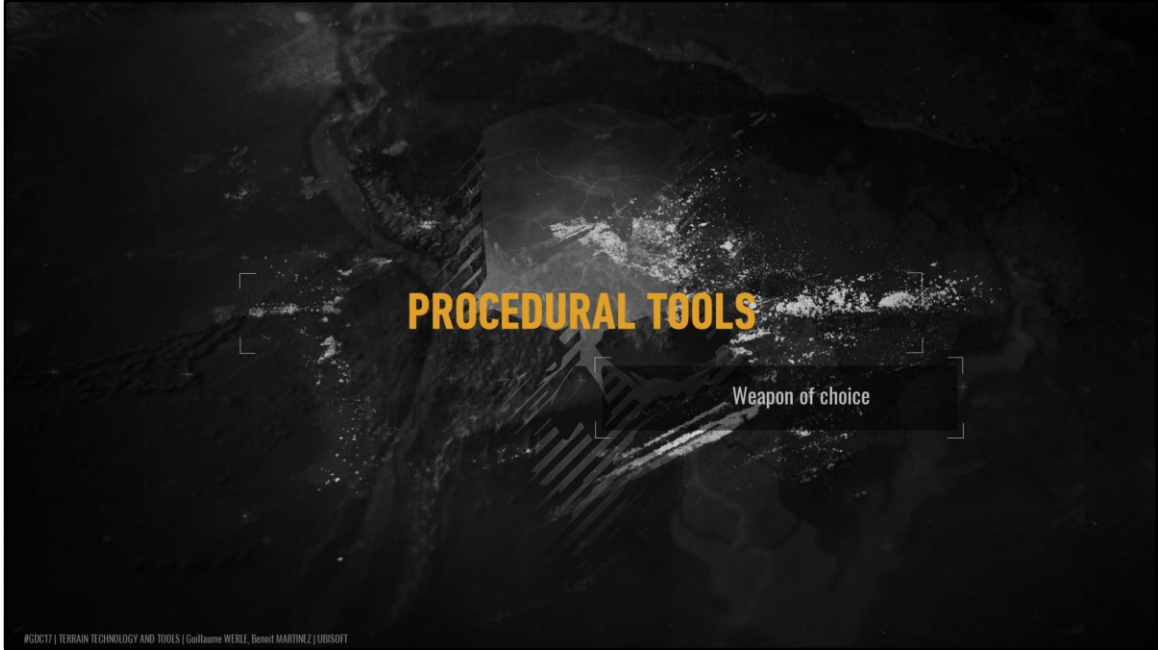 PROCEDURAL TOOLS
Weapon of choice
#GDC17 | TERRAIN TECHNOLOGY AND TOOLS | Guillaume WERLE, Benoit MARTINEZ | UBISOFT